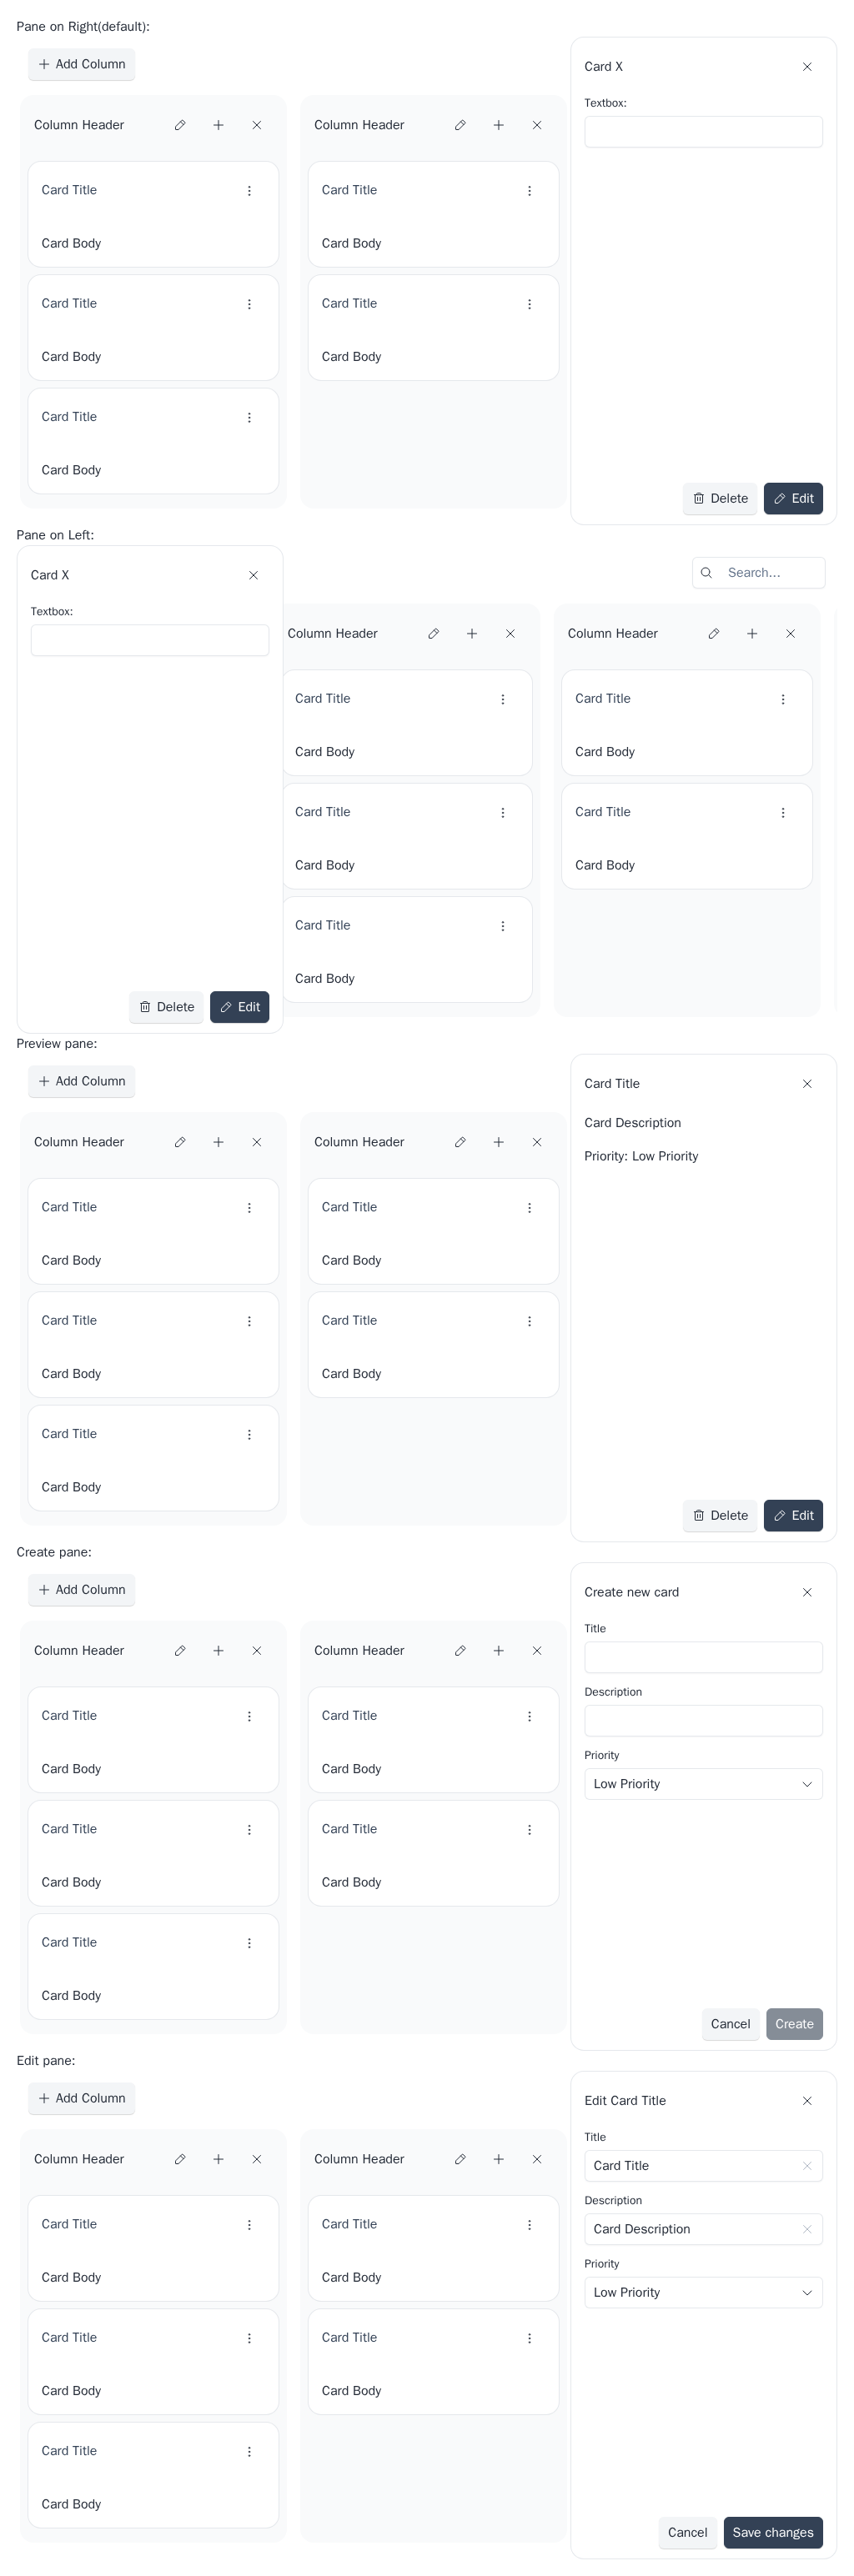 Pane on Right(default):
Add Column
Column Header
Column Header
Card Title
Card Body
Card Title
Card Body
Card Title
Card Body
Card Title
Card Body
Card Title
Card Body
Card X
Textbox:
Delete
Edit
Pane on Left:
Card X
Textbox:
Delete
Edit
Search...
Column Header
Column Header
Card Title
Card Body
Card Title
Card Body
Card Title
Card Body
Card Title
Card Body
Card Title
Card Body
Preview pane:
Add Column
Column Header
Column Header
Card Title
Card Body
Card Title
Card Body
Card Title
Card Body
Card Title
Card Body
Card Title
Card Body
Card Title
Card Description
Priority: Low Priority
Delete
Edit
Create pane:
Add Column
Column Header
Column Header
Card Title
Card Body
Card Title
Card Body
Card Title
Card Body
Card Title
Card Body
Card Title
Card Body
Create new card
Title
Description
Priority
Low Priority
Cancel
Create
Edit pane:
Add Column
Column Header
Column Header
Card Title
Card Body
Card Title
Card Body
Card Title
Card Body
Card Title
Card Body
Card Title
Card Body
Edit Card Title
Title
Card Title
Description
Card Description
Priority
Low Priority
Cancel
Save changes